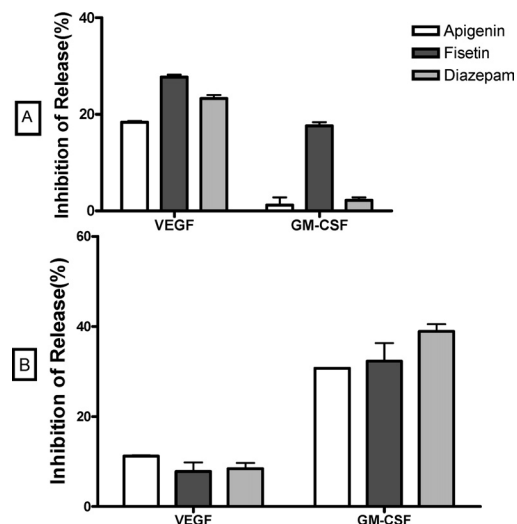 Apigenin
Fisetin
Diazepam
A
Inhibition of Release(%)
40
20
0
VEGF
GM-CSF
B
Inhibition of Release(%)
60
40
20
0
VEGF
GM-CSF